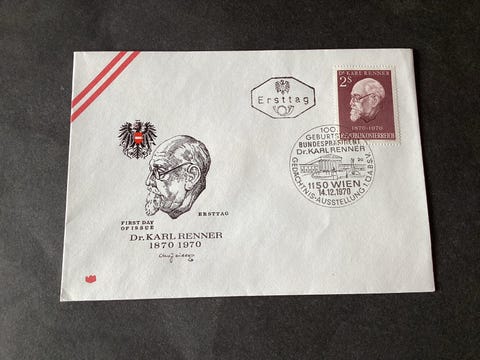 Ersttag
Dr. KARL RENNER
2S
1870-1970
REPUBLIK ÖSTERREICH
100.
GEBURTSTAG
BUNDESPRÄSIDENT
Dr. KARL RENNER
1150 WIEN
14.12.1970
GEDÄCHTNIS-AUSSTELLUNG 1.Ö.A.B.S.V.
FIRST DAY
OF ISSUE
ERSTTAG
Dr. KARL RENNER
1870 1970